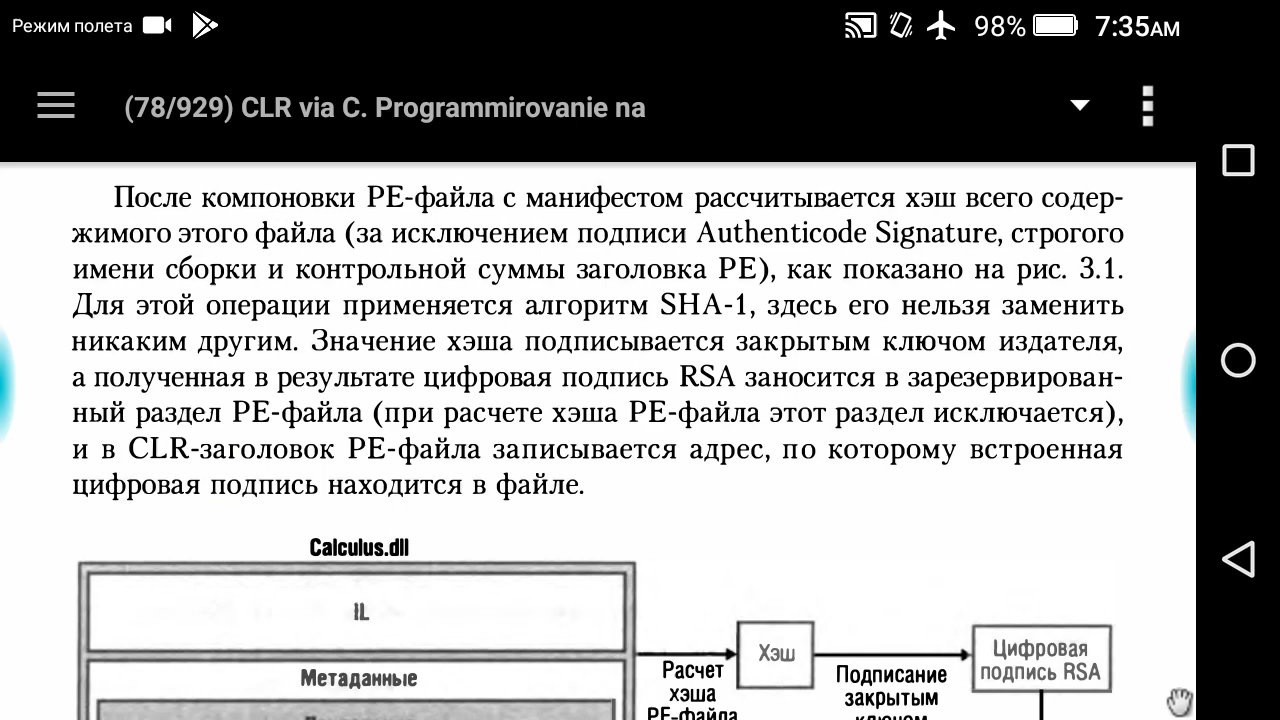 Режим полета
98%
7:35AM
(78/929) CLR via C. Programmirovanie na
После компоновки PE-файла с манифестом рассчитывается хэш всего содер-
жимого этого файла (за исключением подписи Authenticode Signature, строгого
имени сборки и контрольной суммы заголовка PE), как показано на рис. 3.1.
Для этой операции применяется алгоритм SHA-1, здесь его нельзя заменить
никаким другим. Значение хэша подписывается закрытым ключом издателя,
а полученная в результате цифровая подпись RSA заносится в зарезервирован-
ный раздел PE-файла (при расчете хэша PE-файла этот раздел исключается),
и в CLR-заголовок PE-файла записывается адрес, по которому встроенная
цифровая подпись находится в файле.
Calculus.dll
IL
Метаданные
Расчет
хэша
PE-файла
Хэш
Подписание
закрытым
ключом
Цифровая
подпись RSA